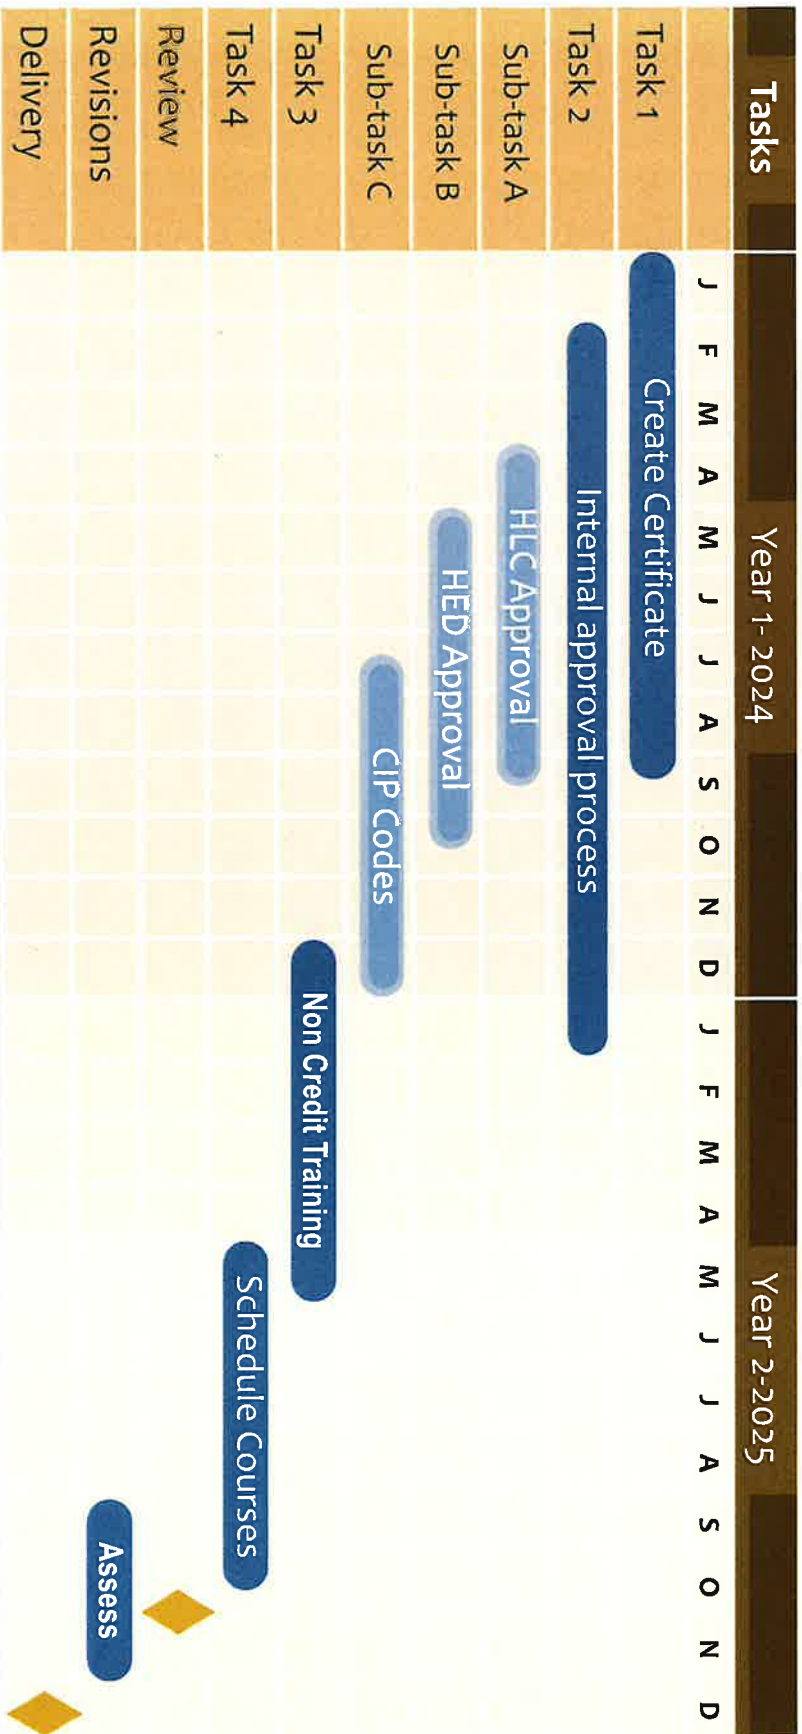 Tasks
Year 1- 2024
Year 2-2025
J F M A M J J A S O N D J F M A M J J A S O N D
Task 1
Create Certificate
Task 2
Internal approval process
Sub-task A
HLC Approval
Sub-task B
HED Approval
Sub-task C
CIP Codes
Task 3
Non Credit Training
Task 4
Schedule Courses
Review
Revisions
Assess
Delivery